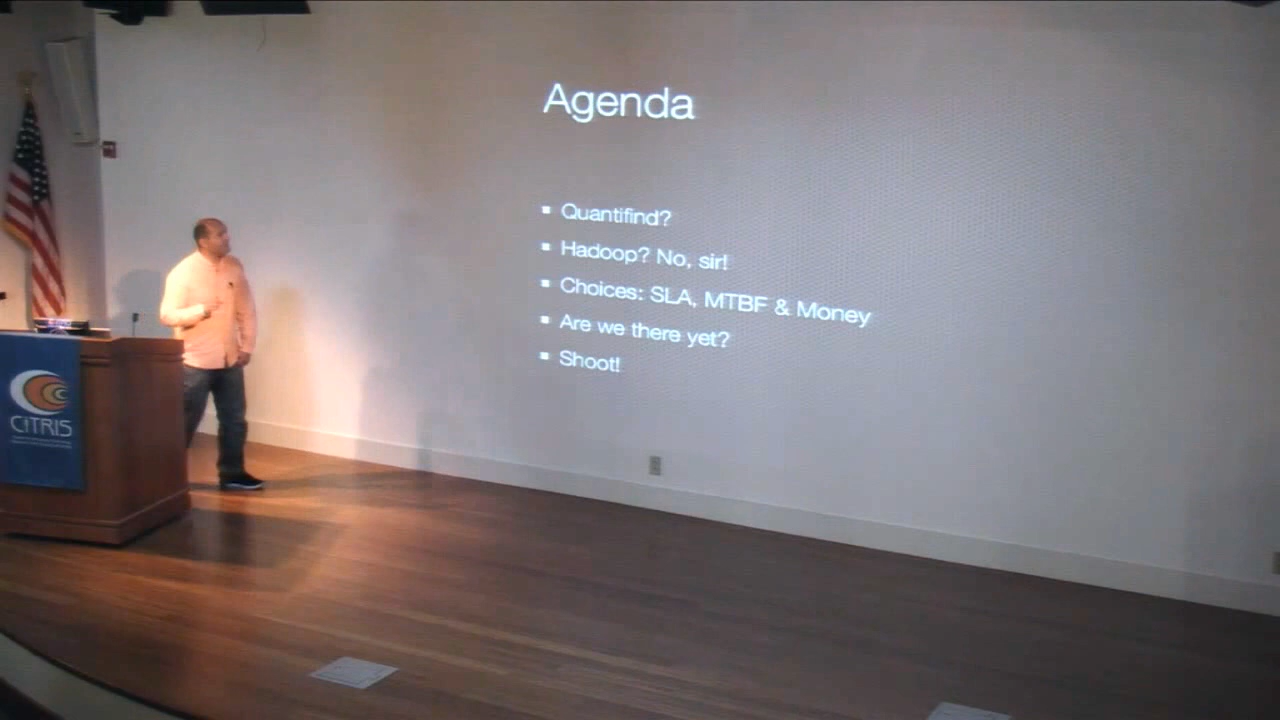 Agenda
Quantifind?
Hadoop? No, sir!
Choices: SLA, MTBF & Money
Are we there yet?
Shoot!
CITRIS